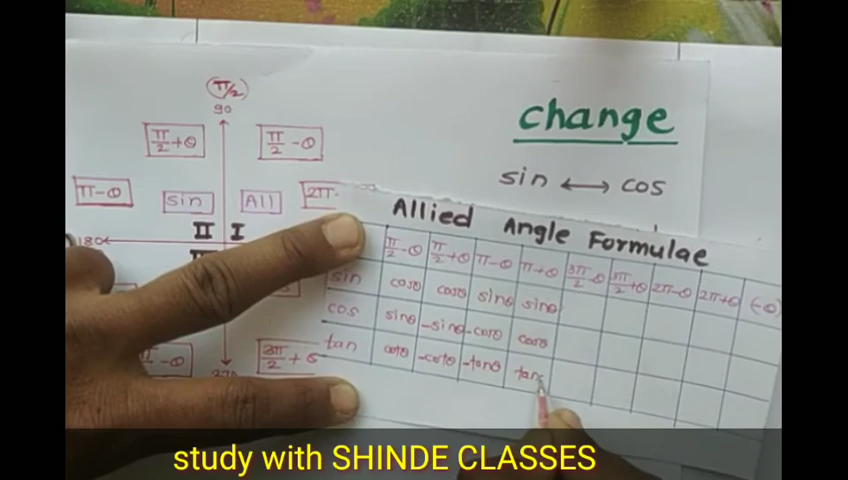 (π/2)
90
π/2 + θ
π/2 - θ
change
sin ↔ cos
π-θ
sin
All
2π-
II
I
180
Allied Angle Formulae
π/2 -θ π/2 +θ π-θ π+θ 3π/2 -θ 3π/2 +θ 2π-θ 2π+θ (-θ)
sin cosθ cosθ sinθ sinθ
cos sinθ -sinθ -cosθ cosθ
tan cotθ -cotθ -tanθ tan
-θ
3π/2 +
study with SHINDE CLASSES